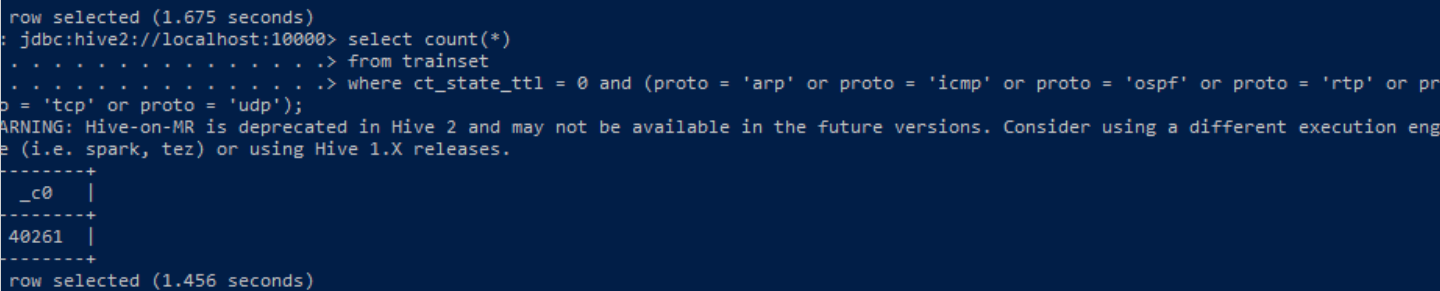 row selected (1.675 seconds)
: jdbc:hive2://localhost:10000> select count(*)
. . . . . . . . . . . . . . .> from trainset
. . . . . . . . . . . . . . .> where ct_state_ttl = 0 and (proto = 'arp' or proto = 'icmp' or proto = 'ospf' or proto = 'rtp' or pr
o = 'tcp' or proto = 'udp');
ARNING: Hive-on-MR is deprecated in Hive 2 and may not be available in the future versions. Consider using a different execution eng
e (i.e. spark, tez) or using Hive 1.X releases.
--------+
_c0 |
--------+
40261 |
--------+
row selected (1.456 seconds)